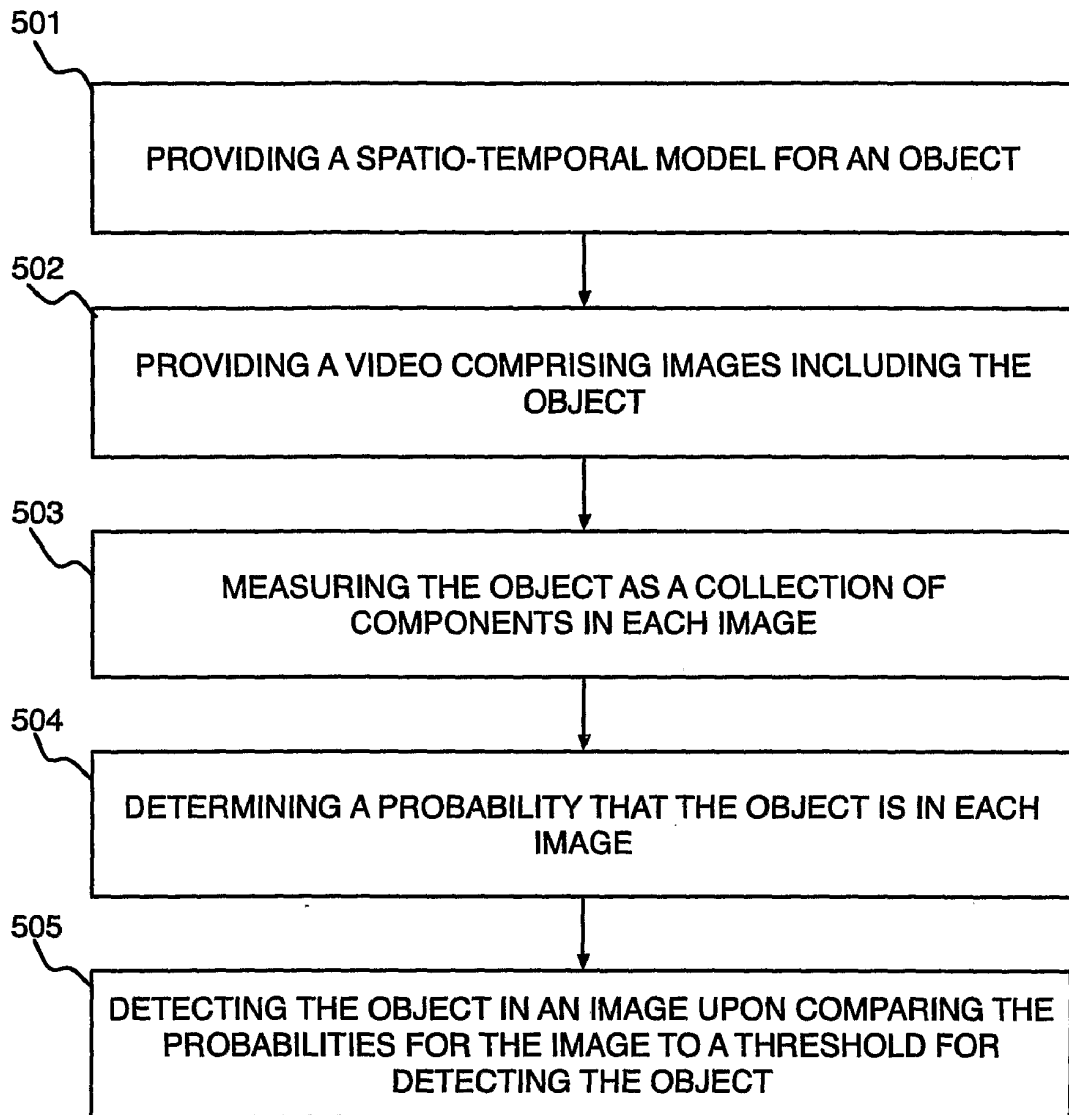 501
PROVIDING A SPATIO-TEMPORAL MODEL FOR AN OBJECT
502
PROVIDING A VIDEO COMPRISING IMAGES INCLUDING THE
OBJECT
503
MEASURING THE OBJECT AS A COLLECTION OF
COMPONENTS IN EACH IMAGE
504
DETERMINING A PROBABILITY THAT THE OBJECT IS IN EACH
IMAGE
505
DETECTING THE OBJECT IN AN IMAGE UPON COMPARING THE
PROBABILITIES FOR THE IMAGE TO A THRESHOLD FOR
DETECTING THE OBJECT